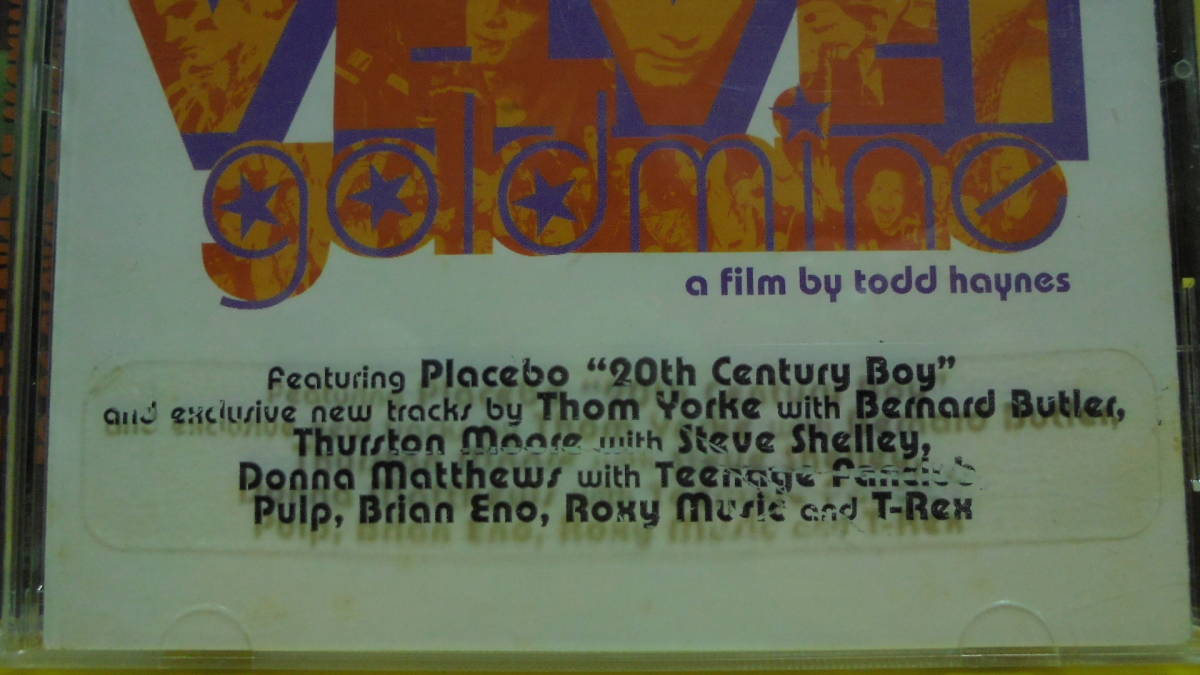 VELVET
goldmine
a film by todd haynes
Featuring Placebo “20th Century Boy”
and exclusive new tracks by Thom Yorke with Bernard Butler,
Thurston Moore with Steve Shelley,
Donna Matthews with Teenage Fanclub,
Pulp, Brian Eno, Roxy Music and T-Rex